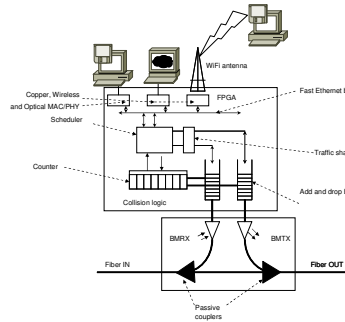 WiFi antenna
Copper, Wireless
and Optical MAC/PHY
FPGA
Fast Ethernet
Scheduler
Traffic
Counter
Add and drop
Collision logic
BMRX
BMTX
Fiber IN
Fiber OUT
Passive
couplers